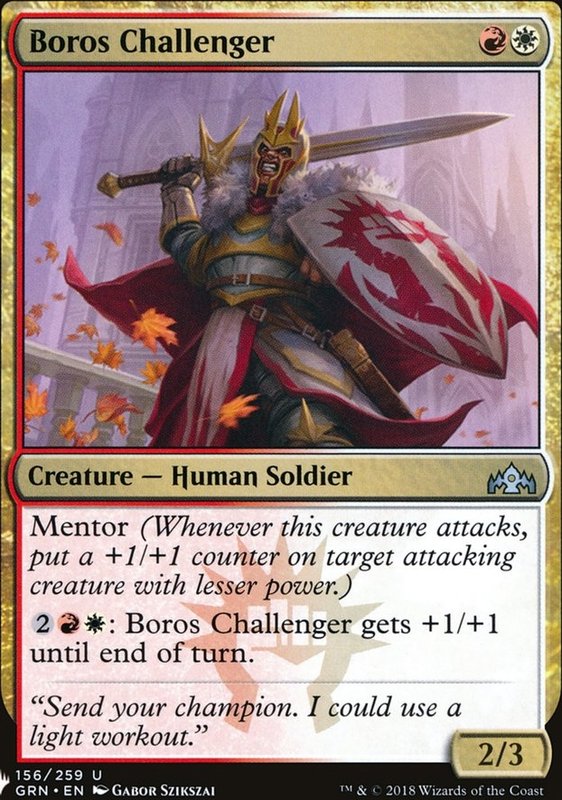 Boros Challenger
Creature — Human Soldier
Mentor (Whenever this creature attacks,
put a +1/+1 counter on target attacking
creature with lesser power.)
2: Boros Challenger gets +1/+1
until end of turn.
“Send your champion. I could use a
light workout.”
2/3
156/259 U
GRN • EN Gabor Szikszai
™ & © 2018 Wizards of the Coast